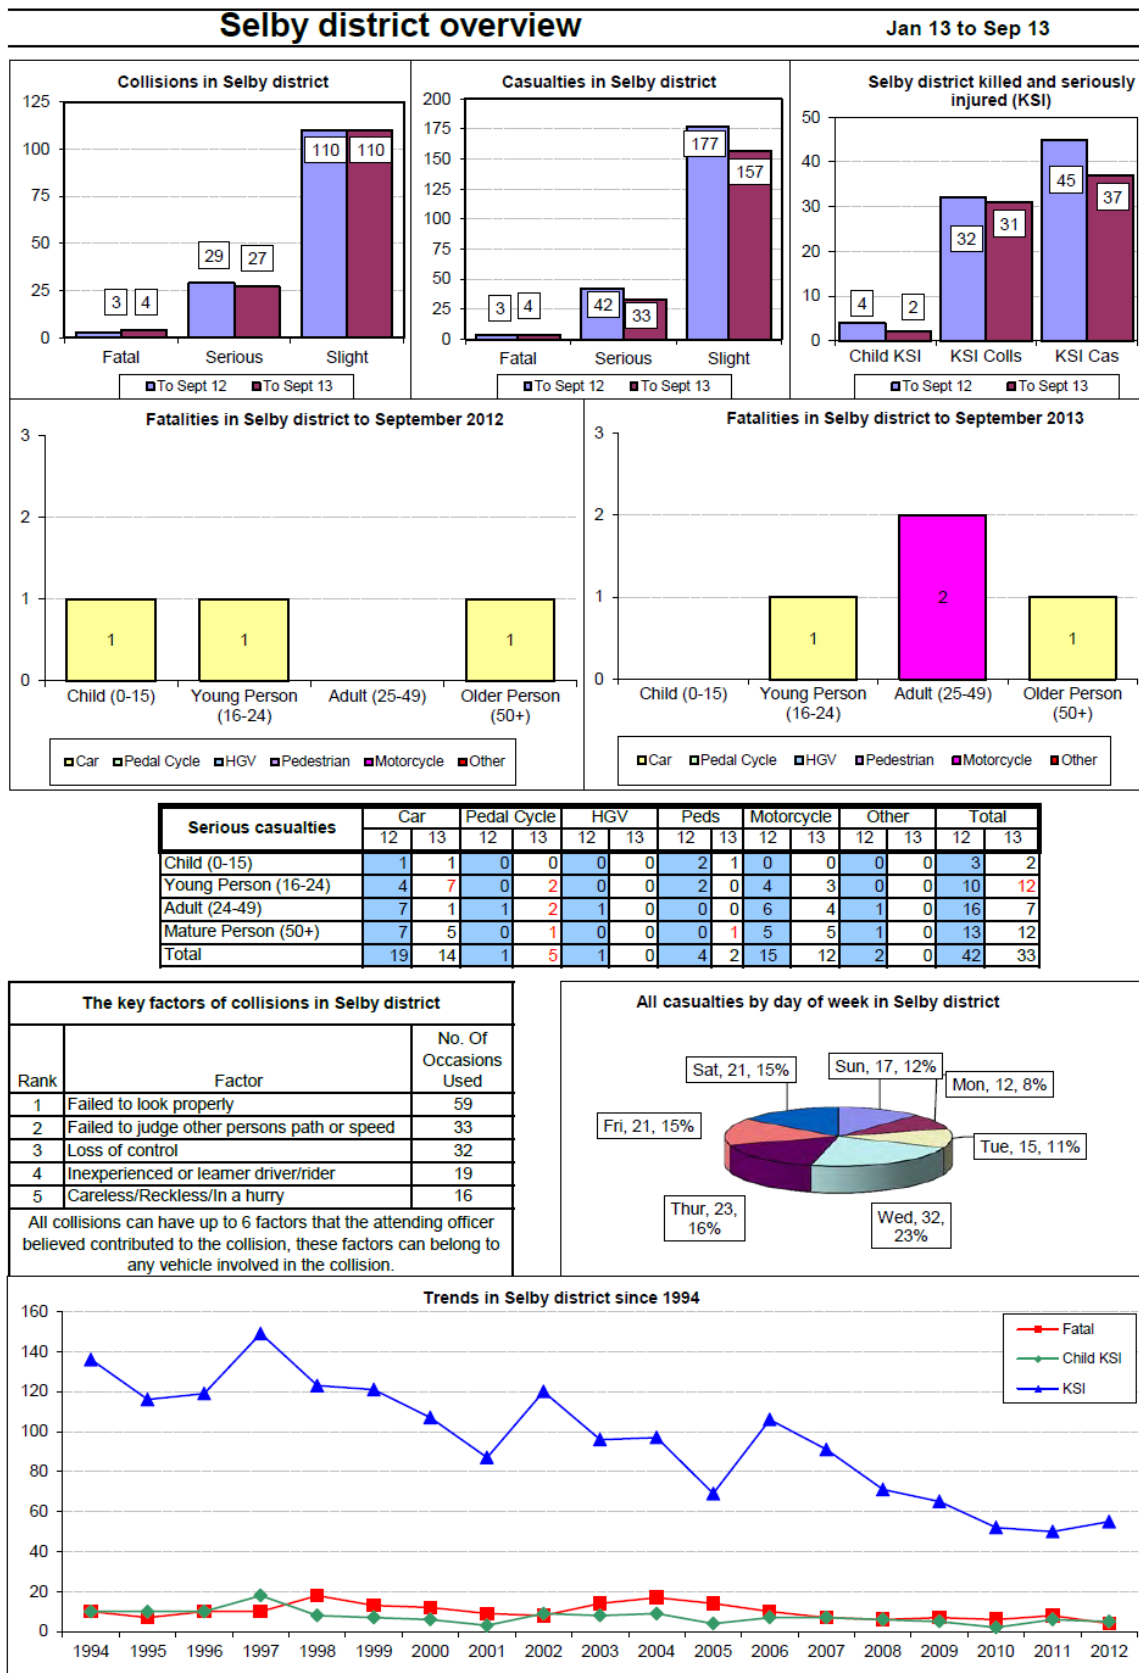 Selby district overview Jan 13 to Sep 13
Collisions in Selby district
125
100
75
50
25
0
3 4
29 27
110 110
Fatal Serious Slight
To Sept 12 To Sept 13
Casualties in Selby district
200
175
150
125
100
75
50
25
0
3 4
42 33
177 157
Fatal Serious Slight
To Sept 12 To Sept 13
Selby district killed and seriously
injured (KSI)
50
40
30
20
10
0
4 2
32 31
45 37
Child KSI KSI Colls KSI Cas
To Sept 12 To Sept 13
Fatalities in Selby district to September 2012
3
2
1
0
1 1 1
Child (0-15) Young Person Adult (25-49) Older Person
(16-24) (50+)
Car Pedal Cycle HGV Pedestrian Motorcycle Other
Fatalities in Selby district to September 2013
3
2
1
0
1 2 1
Child (0-15) Young Person Adult (25-49) Older Person
(16-24) (50+)
Car Pedal Cycle HGV Pedestrian Motorcycle Other
Serious casualties Car Pedal Cycle HGV Peds Motorcycle Other Total
12 13 12 13 12 13 12 13 12 13 12 13 12 13
Child (0-15) 1 1 0 0 0 0 2 1 0 0 0 0 3 2
Young Person (16-24) 4 7 0 2 0 0 2 0 4 3 0 0 10 12
Adult (24-49) 7 1 1 2 1 0 0 0 6 4 1 0 16 7
Mature Person (50+) 7 5 0 1 0 0 0 1 5 5 1 0 13 12
Total 19 14 1 5 1 0 4 2 15 12 2 0 42 33
The key factors of collisions in Selby district
No. Of
Occasions
Rank Factor Used
1 Failed to look properly 59
2 Failed to judge other persons path or speed 33
3 Loss of control 32
4 Inexperienced or learner driver/rider 19
5 Careless/Reckless/In a hurry 16
All collisions can have up to 6 factors that the attending officer
believed contributed to the collision, these factors can belong to
any vehicle involved in the collision.
All casualties by day of week in Selby district
Sat, 21, 15%
Sun, 17, 12%
Mon, 12, 8%
Fri, 21, 15%
Tue, 15, 11%
Thur, 23,
16%
Wed, 32,
23%
Trends in Selby district since 1994
160
140
120
100
80
60
40
20
0
Fatal
Child KSI
KSI
1994 1995 1996 1997 1998 1999 2000 2001 2002 2003 2004 2005 2006 2007 2008 2009 2010 2011 2012